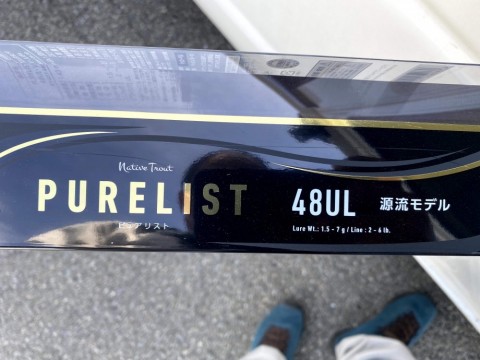 Native Trout
PURELIST
ピュアリスト
48UL
源流モデル
Lure Wt.: 1.5 - 7 g / Line : 2 - 6 lb.